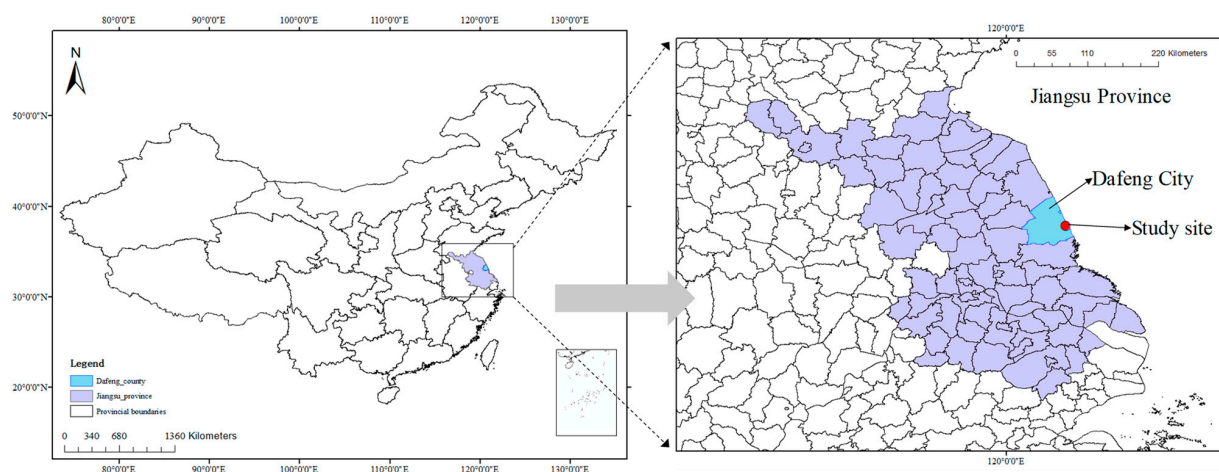 80°0'0"E 90°0'0"E 100°0'0"E 110°0'0"E 120°0'0"E 130°0'0"E
N
50°0'0"N
40°0'0"N
30°0'0"N
20°0'0"N
Legend
Dafeng_county
Jiangsu_province
Provincial boundaries
0 340 680 1360 Kilometers
80°0'0"E 90°0'0"E 100°0'0"E 110°0'0"E 120°0'0"E 130°0'0"E
120°0'0"E
0 55 110 220 Kilometers
Jiangsu Province
Dafeng City
Study site
120°0'0"E